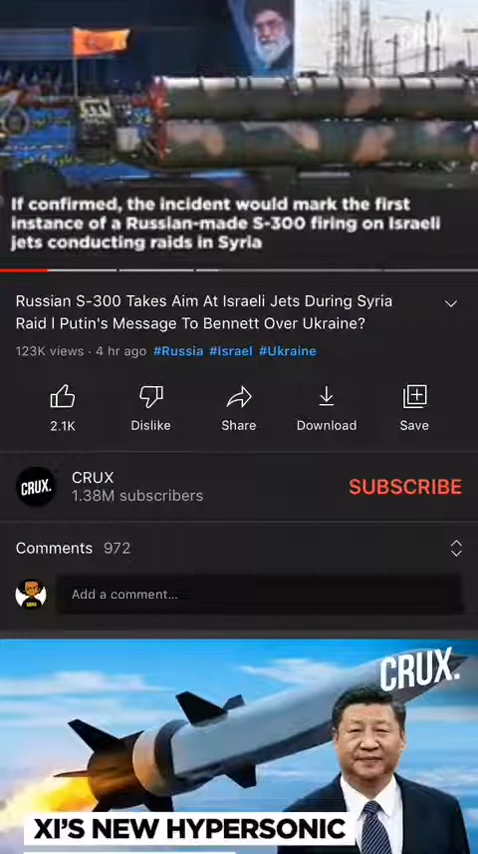 CRUX
If confirmed, the incident would mark the first
instance of a Russian-made S-300 firing on Israeli
jets conducting raids in Syria
Russian S-300 Takes Aim At Israeli Jets During Syria
Raid l Putin's Message To Bennett Over Ukraine?
123K views · 4 hr ago #Russia #Israel #Ukraine
2.1K Dislike Share Download Save
CRUX.
CRUX
1.38M subscribers
SUBSCRIBE
Comments 972
Add a comment...
CRUX.
XI'S NEW HYPERSONIC